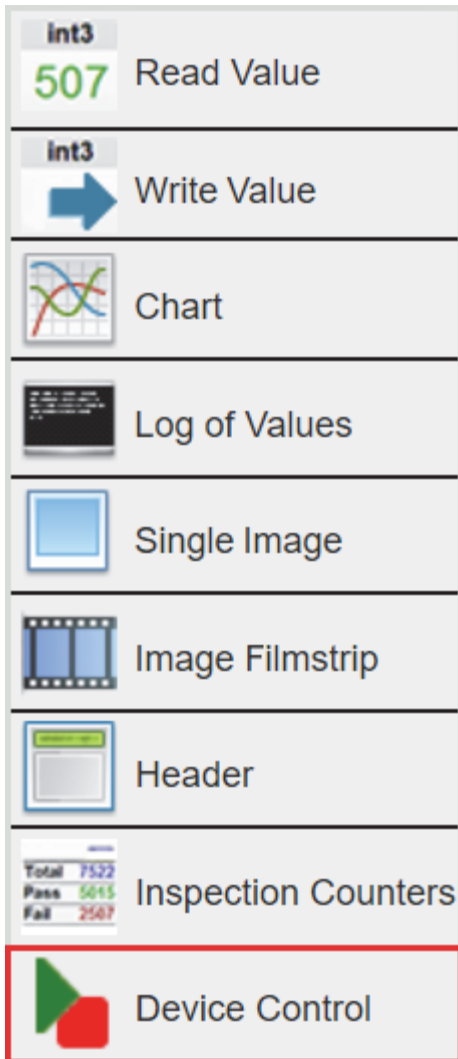 int3
507
Read Value
int3
Write Value
Chart
Log of Values
Single Image
Image Filmstrip
Header
Total 7522
Pass 5015
Fail 2507
Inspection Counters
Device Control